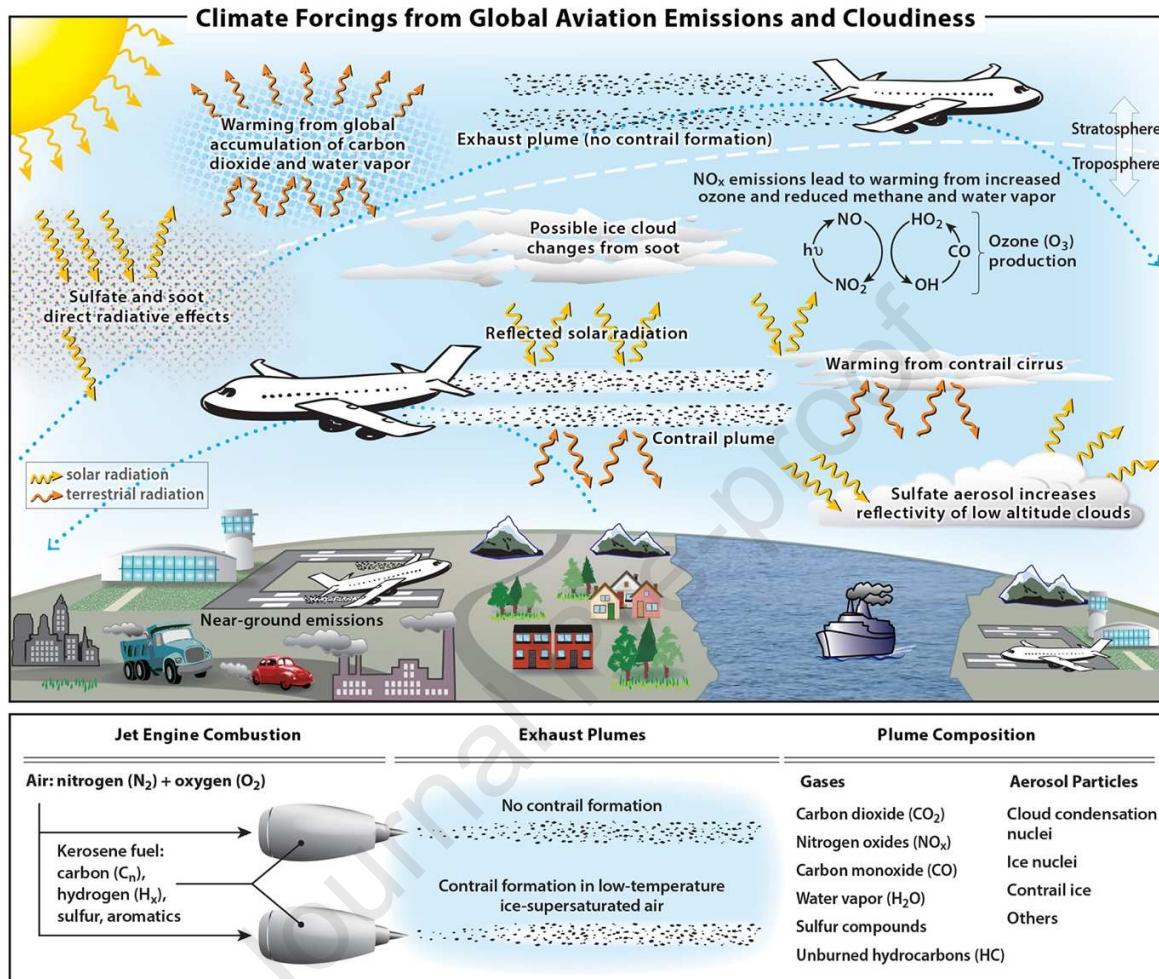 Climate Forcings from Global Aviation Emissions and Cloudiness
Warming from global
accumulation of carbon
dioxide and water vapor
Exhaust plume (no contrail formation)
Stratosphere
Troposphere
NOₓ emissions lead to warming from increased
ozone and reduced methane and water vapor
NO
HO₂
hυ
CO
NO₂
OH
Ozone (O₃)
production
Possible ice cloud
changes from soot
Sulfate and soot
direct radiative effects
Reflected solar radiation
Warming from contrail cirrus
Contrail plume
solar radiation
terrestrial radiation
Sulfate aerosol increases
reflectivity of low altitude clouds
Near-ground emissions
Jet Engine Combustion
Air: nitrogen (N₂) + oxygen (O₂)
Kerosene fuel:
carbon (Cₙ),
hydrogen (Hₓ),
sulfur, aromatics
Exhaust Plumes
No contrail formation
Contrail formation in low-temperature
ice-supersaturated air
Plume Composition
Gases
Carbon dioxide (CO₂)
Nitrogen oxides (NOₓ)
Carbon monoxide (CO)
Water vapor (H₂O)
Sulfur compounds
Unburned hydrocarbons (HC)
Aerosol Particles
Cloud condensation
nuclei
Ice nuclei
Contrail ice
Others